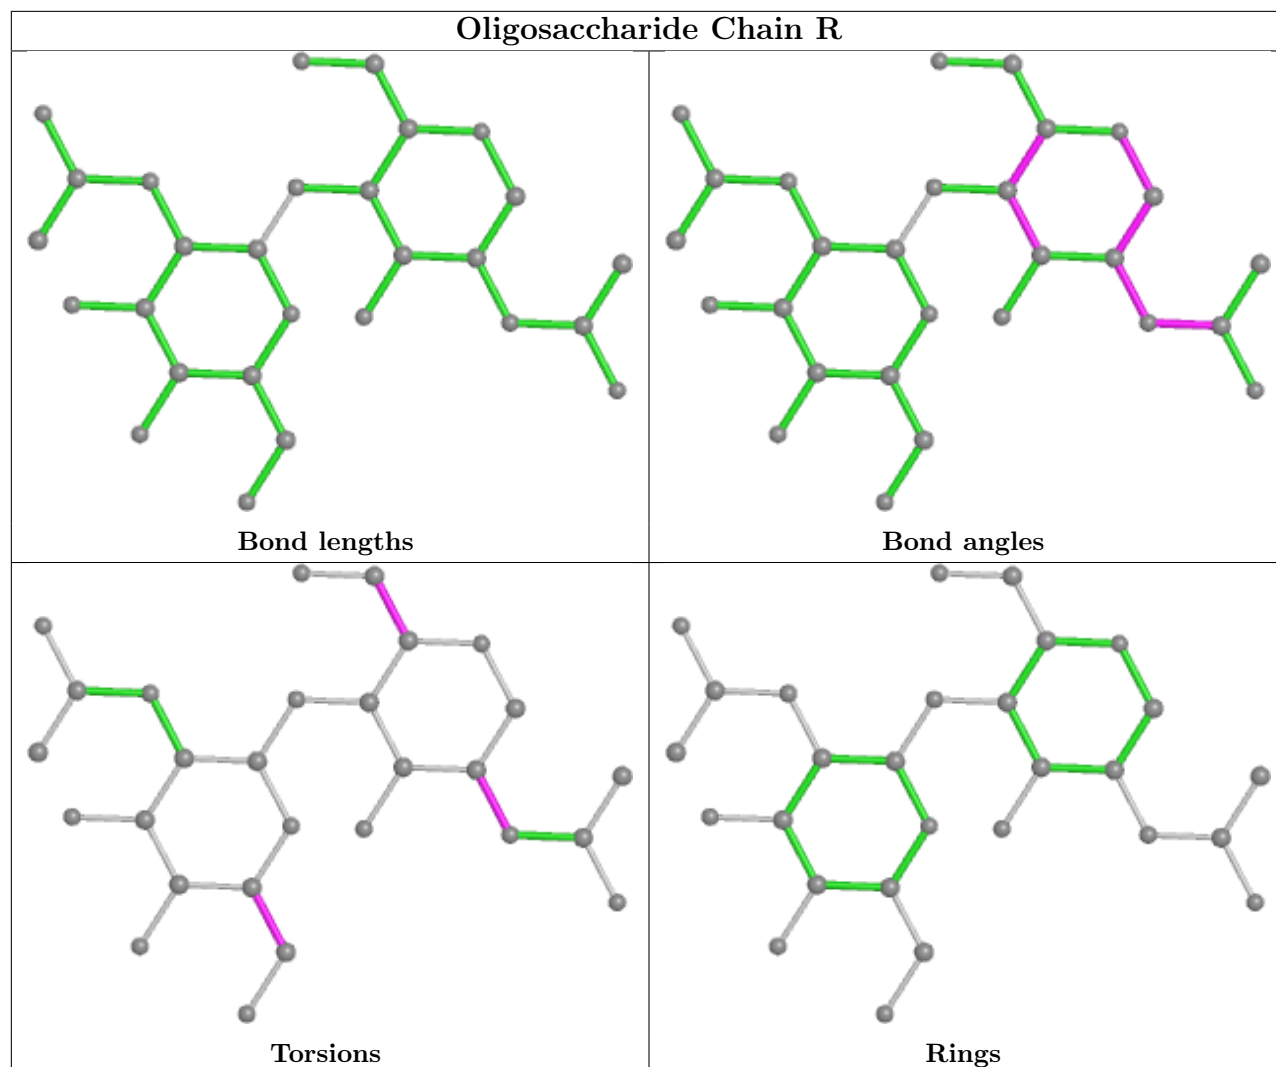 Oligosaccharide Chain R
Bond lengths
Bond angles
Torsions
Rings